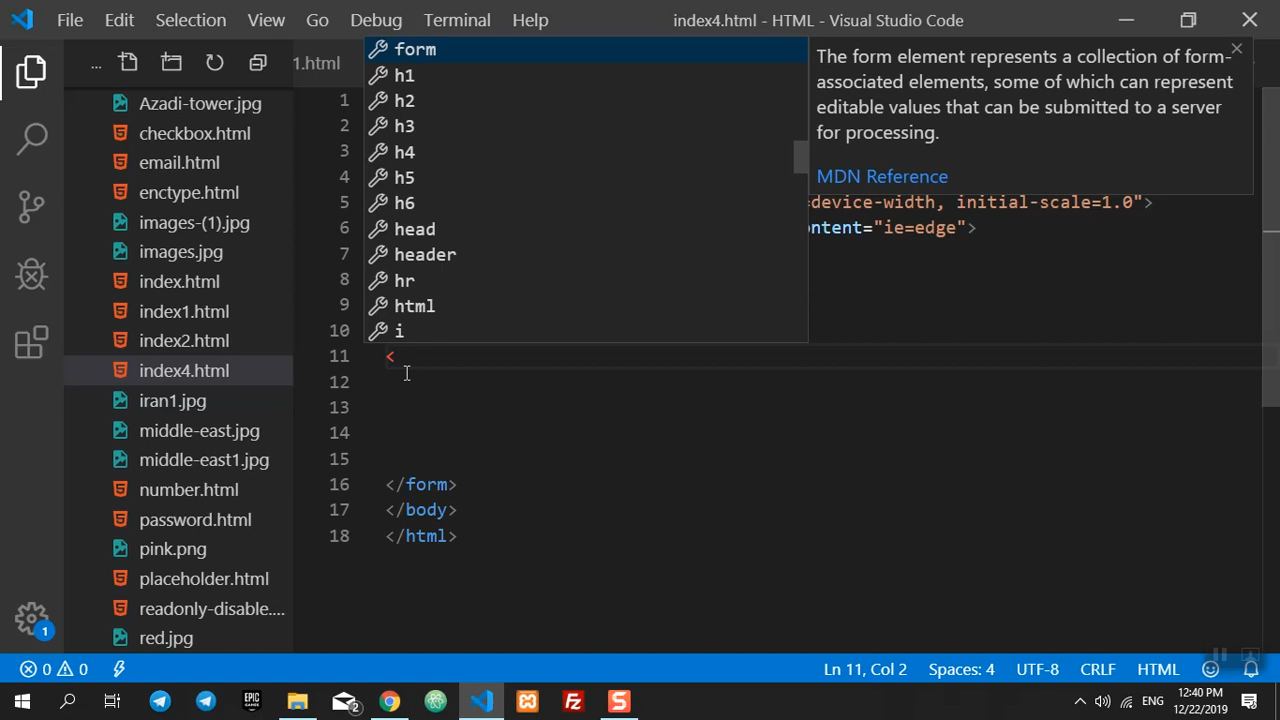 File Edit Selection View Go Debug Terminal Help index4.html - HTML - Visual Studio Code
... 1.html
Azadi-tower.jpg
checkbox.html
email.html
enctype.html
images-(1).jpg
images.jpg
index.html
index1.html
index2.html
index4.html
iran1.jpg
middle-east.jpg
middle-east1.jpg
number.html
password.html
pink.png
placeholder.html
readonly-disable....
red.jpg
form
h1
h2
h3
h4
h5
h6
head
header
hr
html
i
The form element represents a collection of form-
associated elements, some of which can represent
editable values that can be submitted to a server
for processing.
MDN Reference
1
2
3
4
5 =device-width, initial-scale=1.0">
6 ontent="ie=edge">
7
8
9
10
11 <
12
13
14
15
16 </form>
17 </body>
18 </html>
1
0 0 Ln 11, Col 2 Spaces: 4 UTF-8 CRLF HTML
EPIC GAMES 2 ENG 12:40 PM
12/22/2019